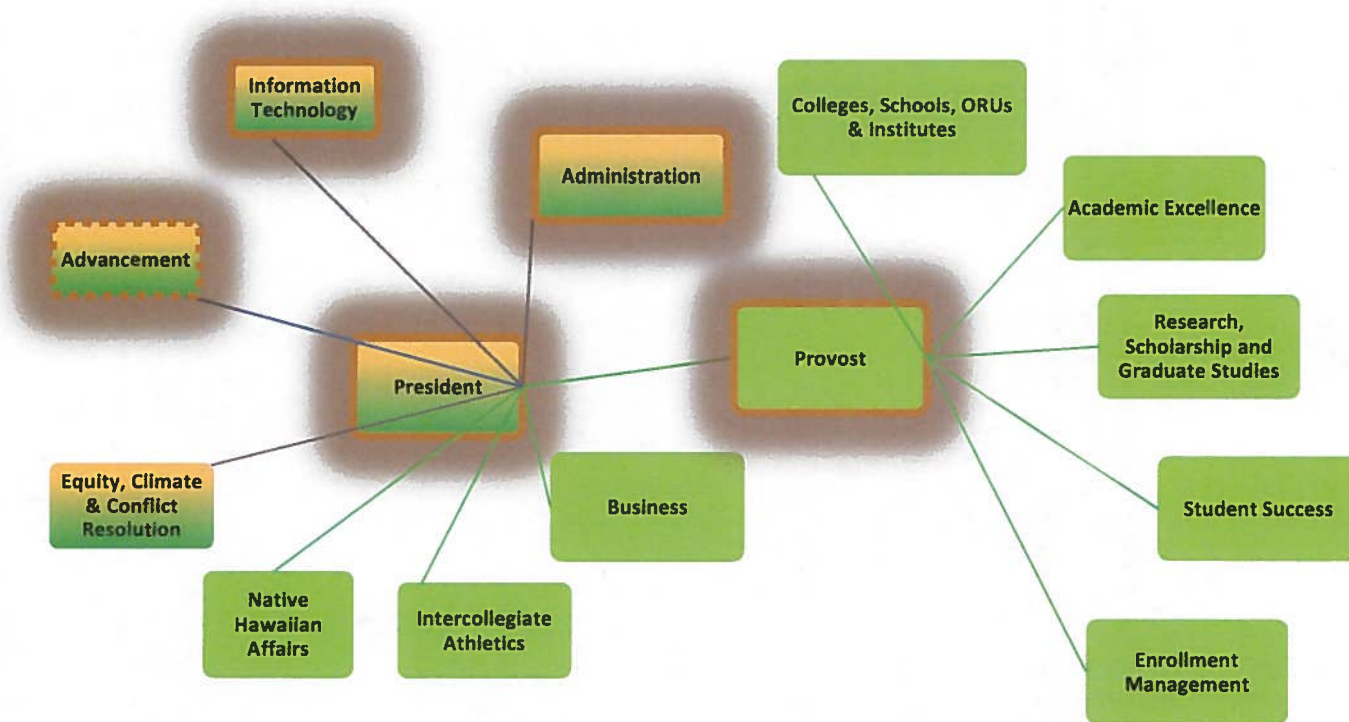 Information
Technology
Colleges, Schools, ORUs
& Institutes
Administration
Academic Excellence
Advancement
Research,
Scholarship and
Graduate Studies
Provost
President
Equity, Climate
& Conflict
Resolution
Business
Student Success
Native
Hawaiian
Affairs
Intercollegiate
Athletics
Enrollment
Management